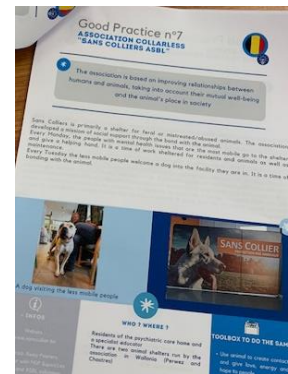 Good Practice n°7
ASSOCIATION COLLARLESS
"SANS COLLIERS ASBL"
The association is based on improving relationships between
humans and animals, taking into account their mutual well-being
and the animal's place in society
Sans Colliers is primarily a shelter for feral or mistreated/abused animals. The association
developed a mission of social support through the bond with the animal.
Every Monday, the people with mental health issues that are the most mobile go to the shelter
and give a helping hand. It is a time of work shared for residents and animals as well as
maintenance.
Every Tuesday the less mobile people welcome a dog into the facility they are in. It is a time of
bonding with the animal.
SANS COLLIER
A dog visiting the less mobile people
Infos
WHO ? WHERE ?
Residents of the psychiatric care home and
a specialist educator
There are two animal shelters run by the
association in Wallonia (Perwez and
Chastres)
TOOLBOX TO DO THE SAM
Use animal to create contact
and give love, energy and
hope to people